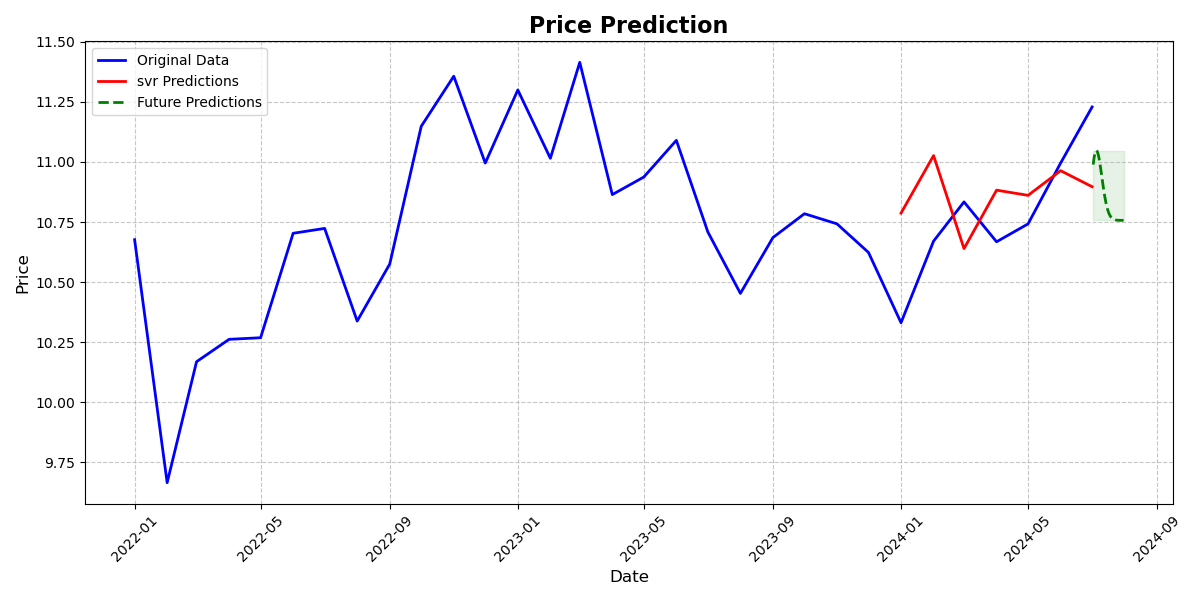 Price Prediction
Original Data
svr Predictions
Future Predictions
Price
11.50
11.25
11.00
10.75
10.50
10.25
10.00
9.75
2022-01
2022-05
2022-09
2023-01
2023-05
2023-09
2024-01
2024-05
2024-09
Date